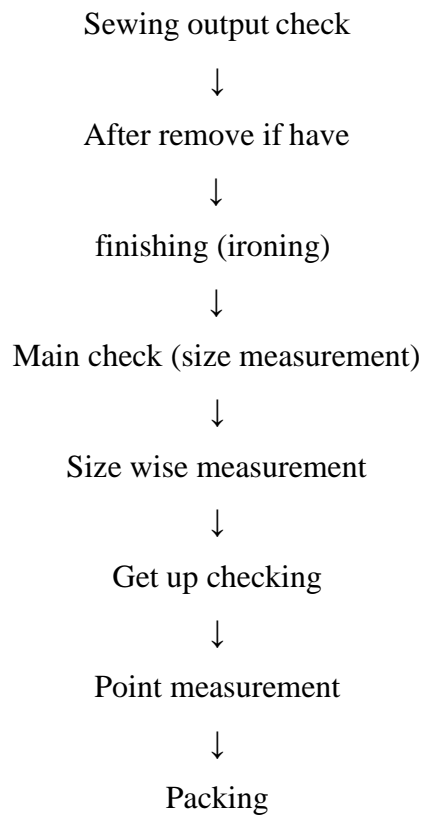 Sewing output check
↓
After remove if have
↓
finishing (ironing)
↓
Main check (size measurement)
↓
Size wise measurement
↓
Get up checking
↓
Point measurement
↓
Packing